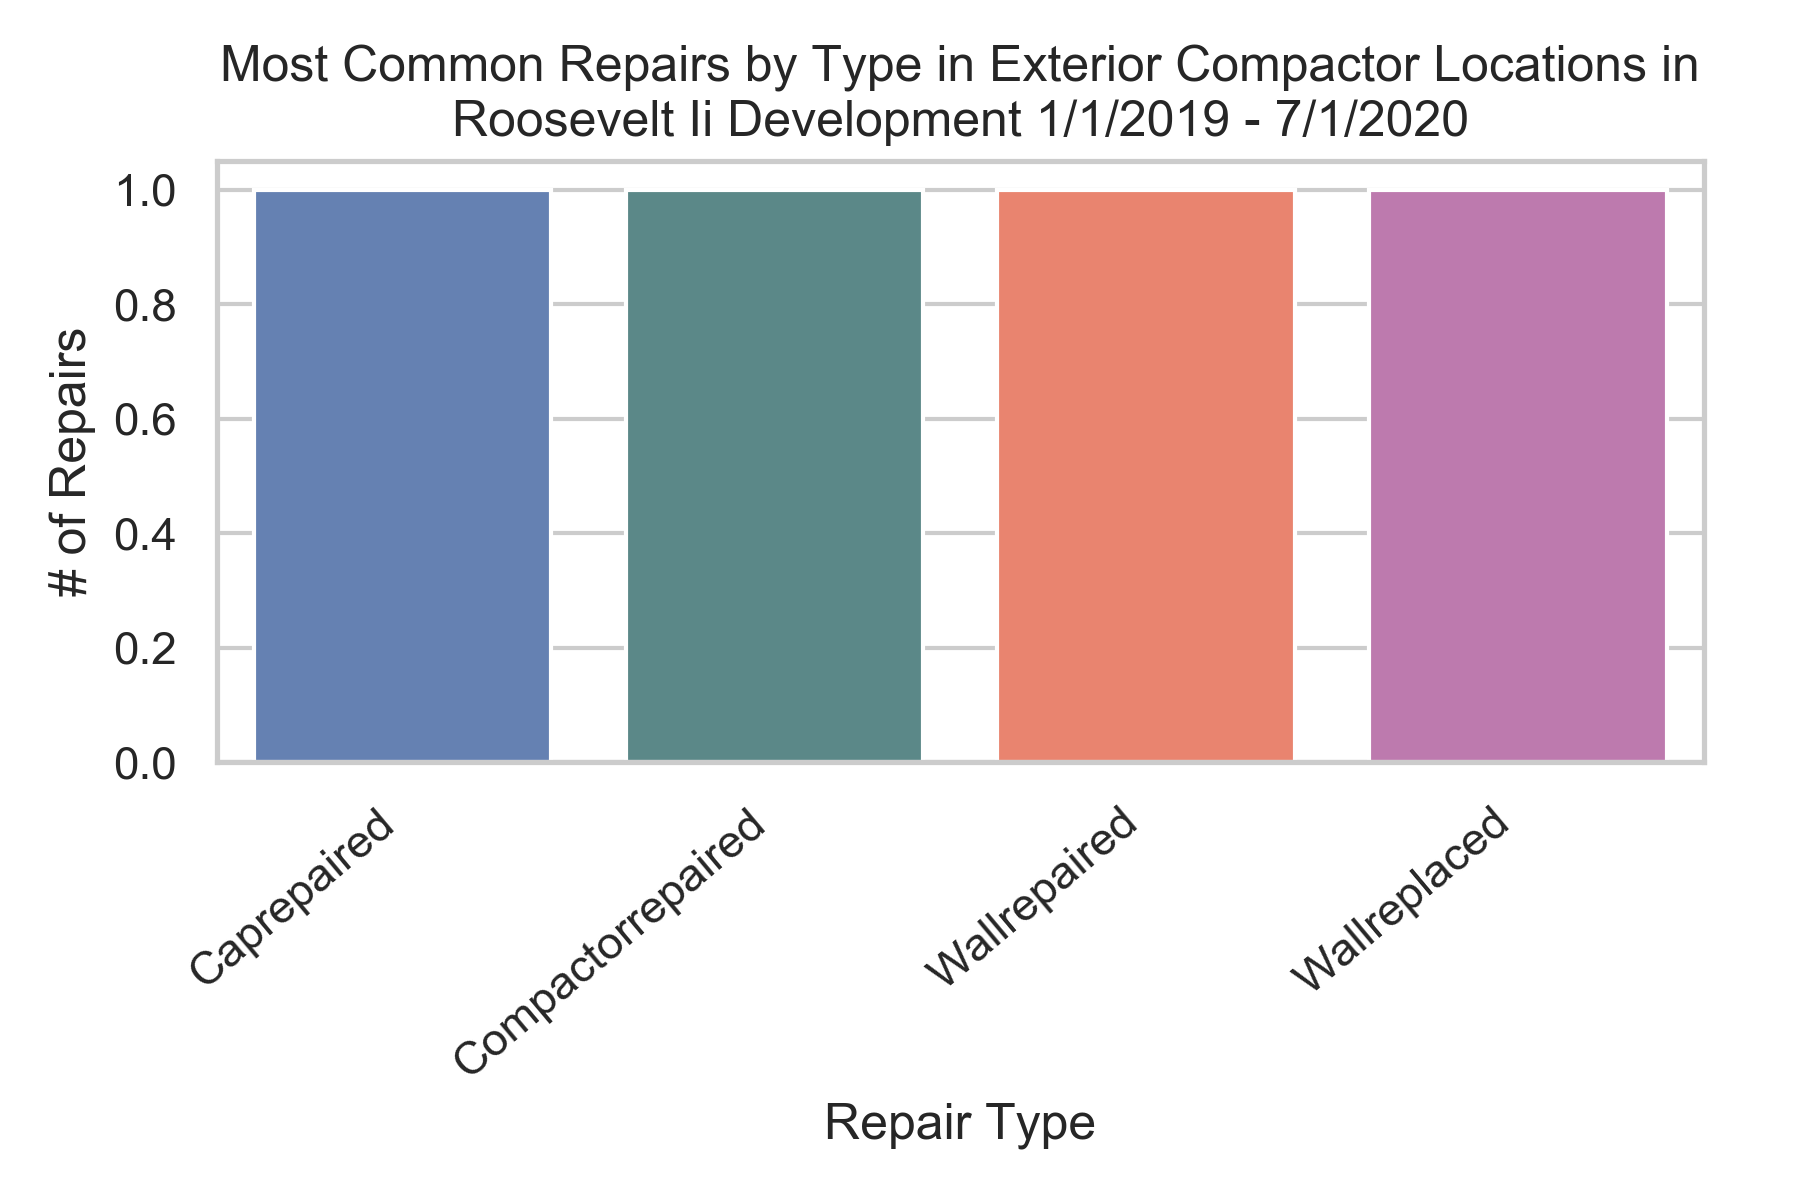 Most Common Repairs by Type in Exterior Compactor Locations in
Roosevelt Ii Development 1/1/2019 - 7/1/2020
1.0
0.8
0.6
0.4
0.2
0.0
# of Repairs
Caprepaired
Compactorrepaired
Wallrepaired
Wallreplaced
Repair Type